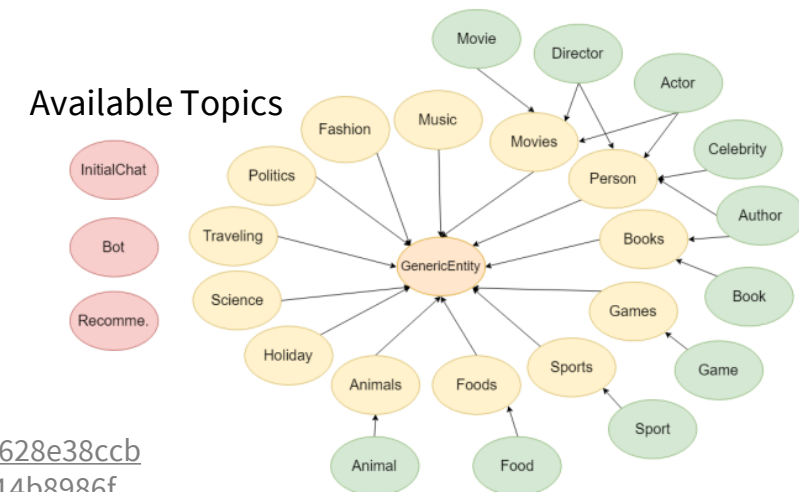 Available Topics
InitialChat
Bot
Recomme.
Movie
Director
Actor
Celebrity
Author
Book
Game
Sport
Food
Animal
Fashion
Music
Movies
Person
Politics
Books
Traveling
GenericEntity
Science
Games
Holiday
Animals
Foods
Sports
628e38ccb
14b8986f